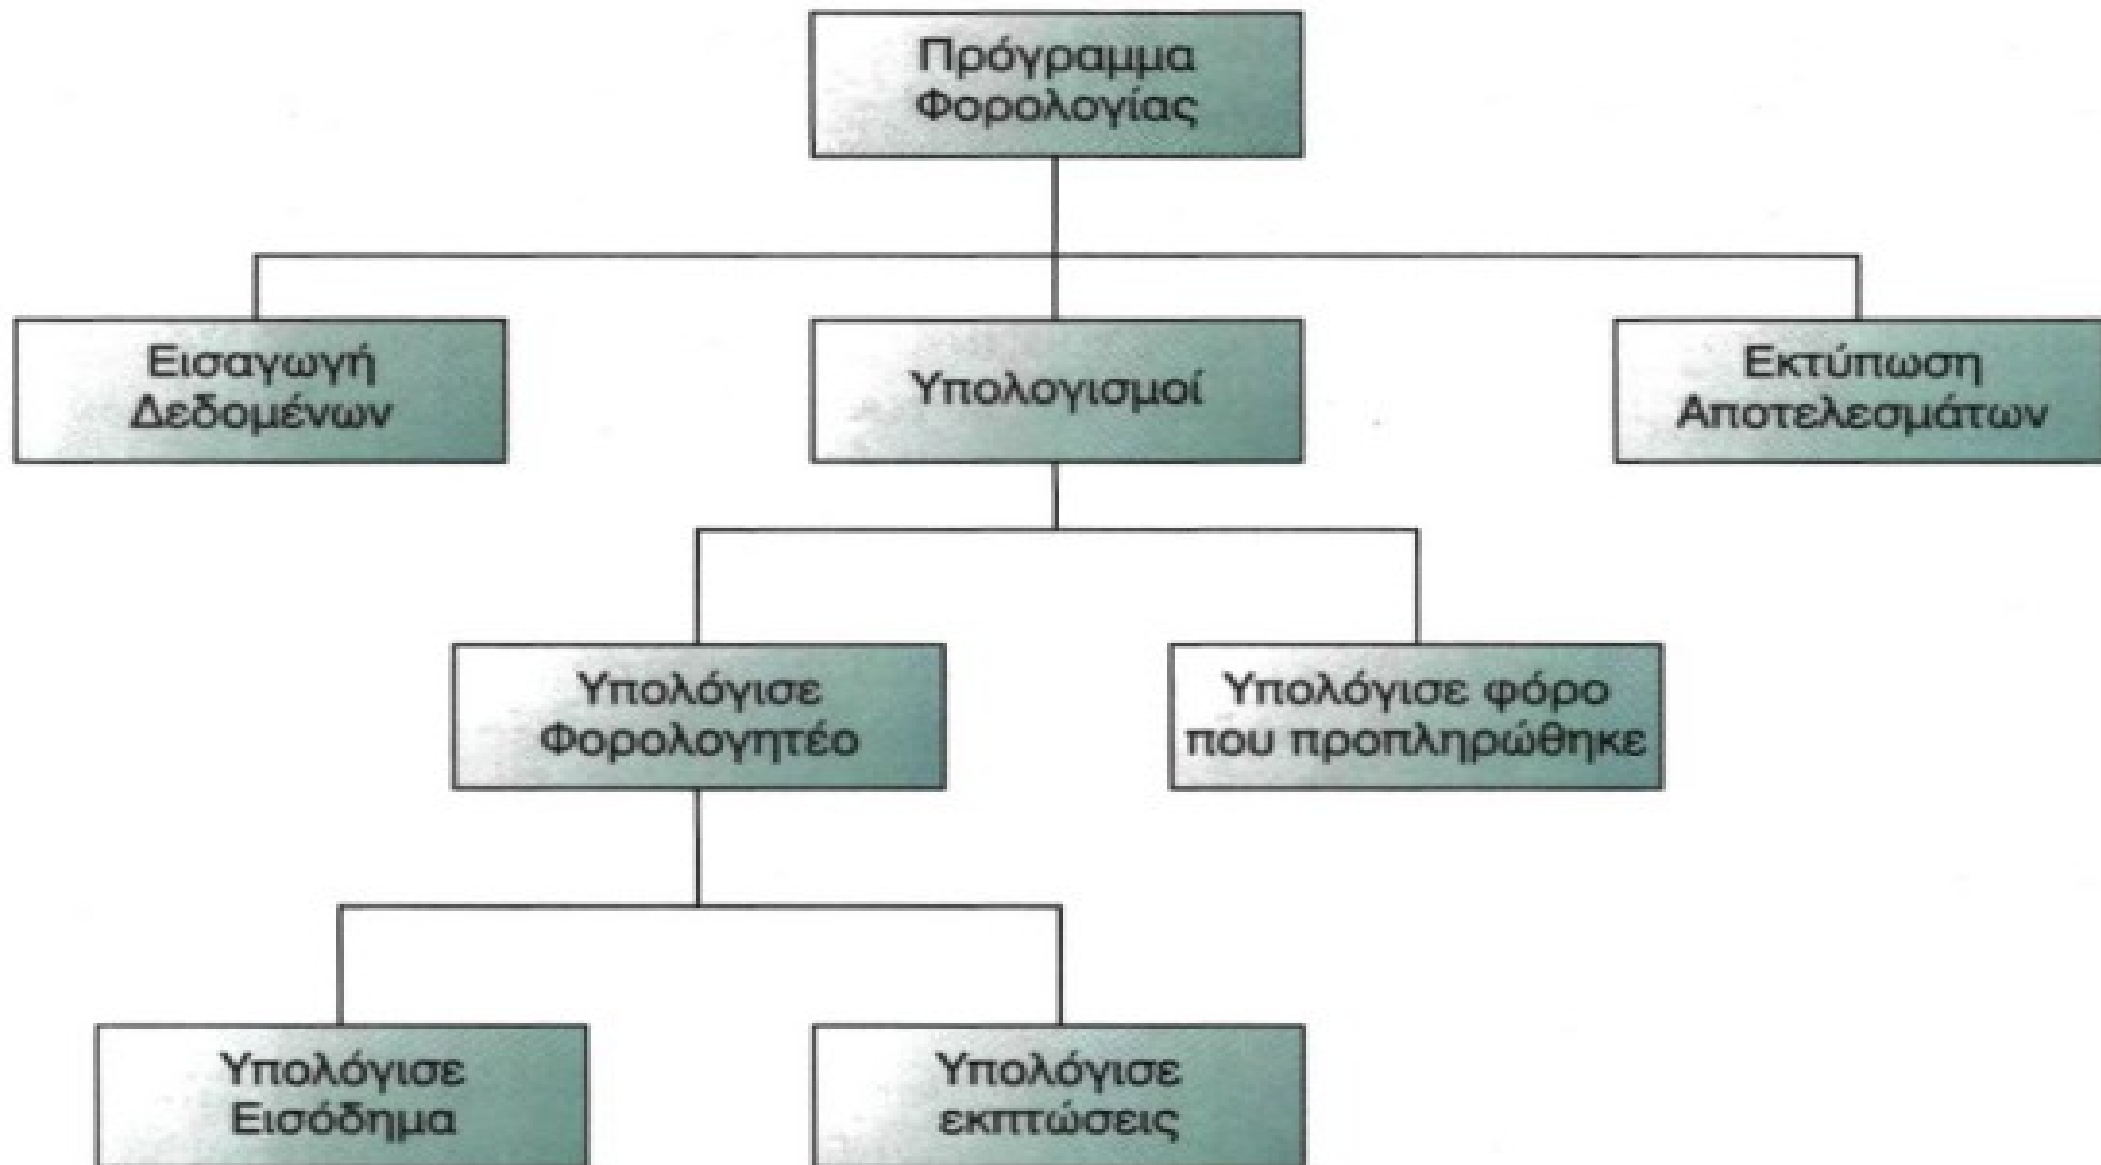 Πρόγραμμα
Φορολογίας
Εισαγωγή
Δεδομένων
Υπολογισμοί
Εκτύπωση
Αποτελεσμάτων
Υπολόγισε
Φορολογητέο
Υπολόγισε φόρο
που προπληρώθηκε
Υπολόγισε
Εισόδημα
Υπολόγισε
εκπτώσεις